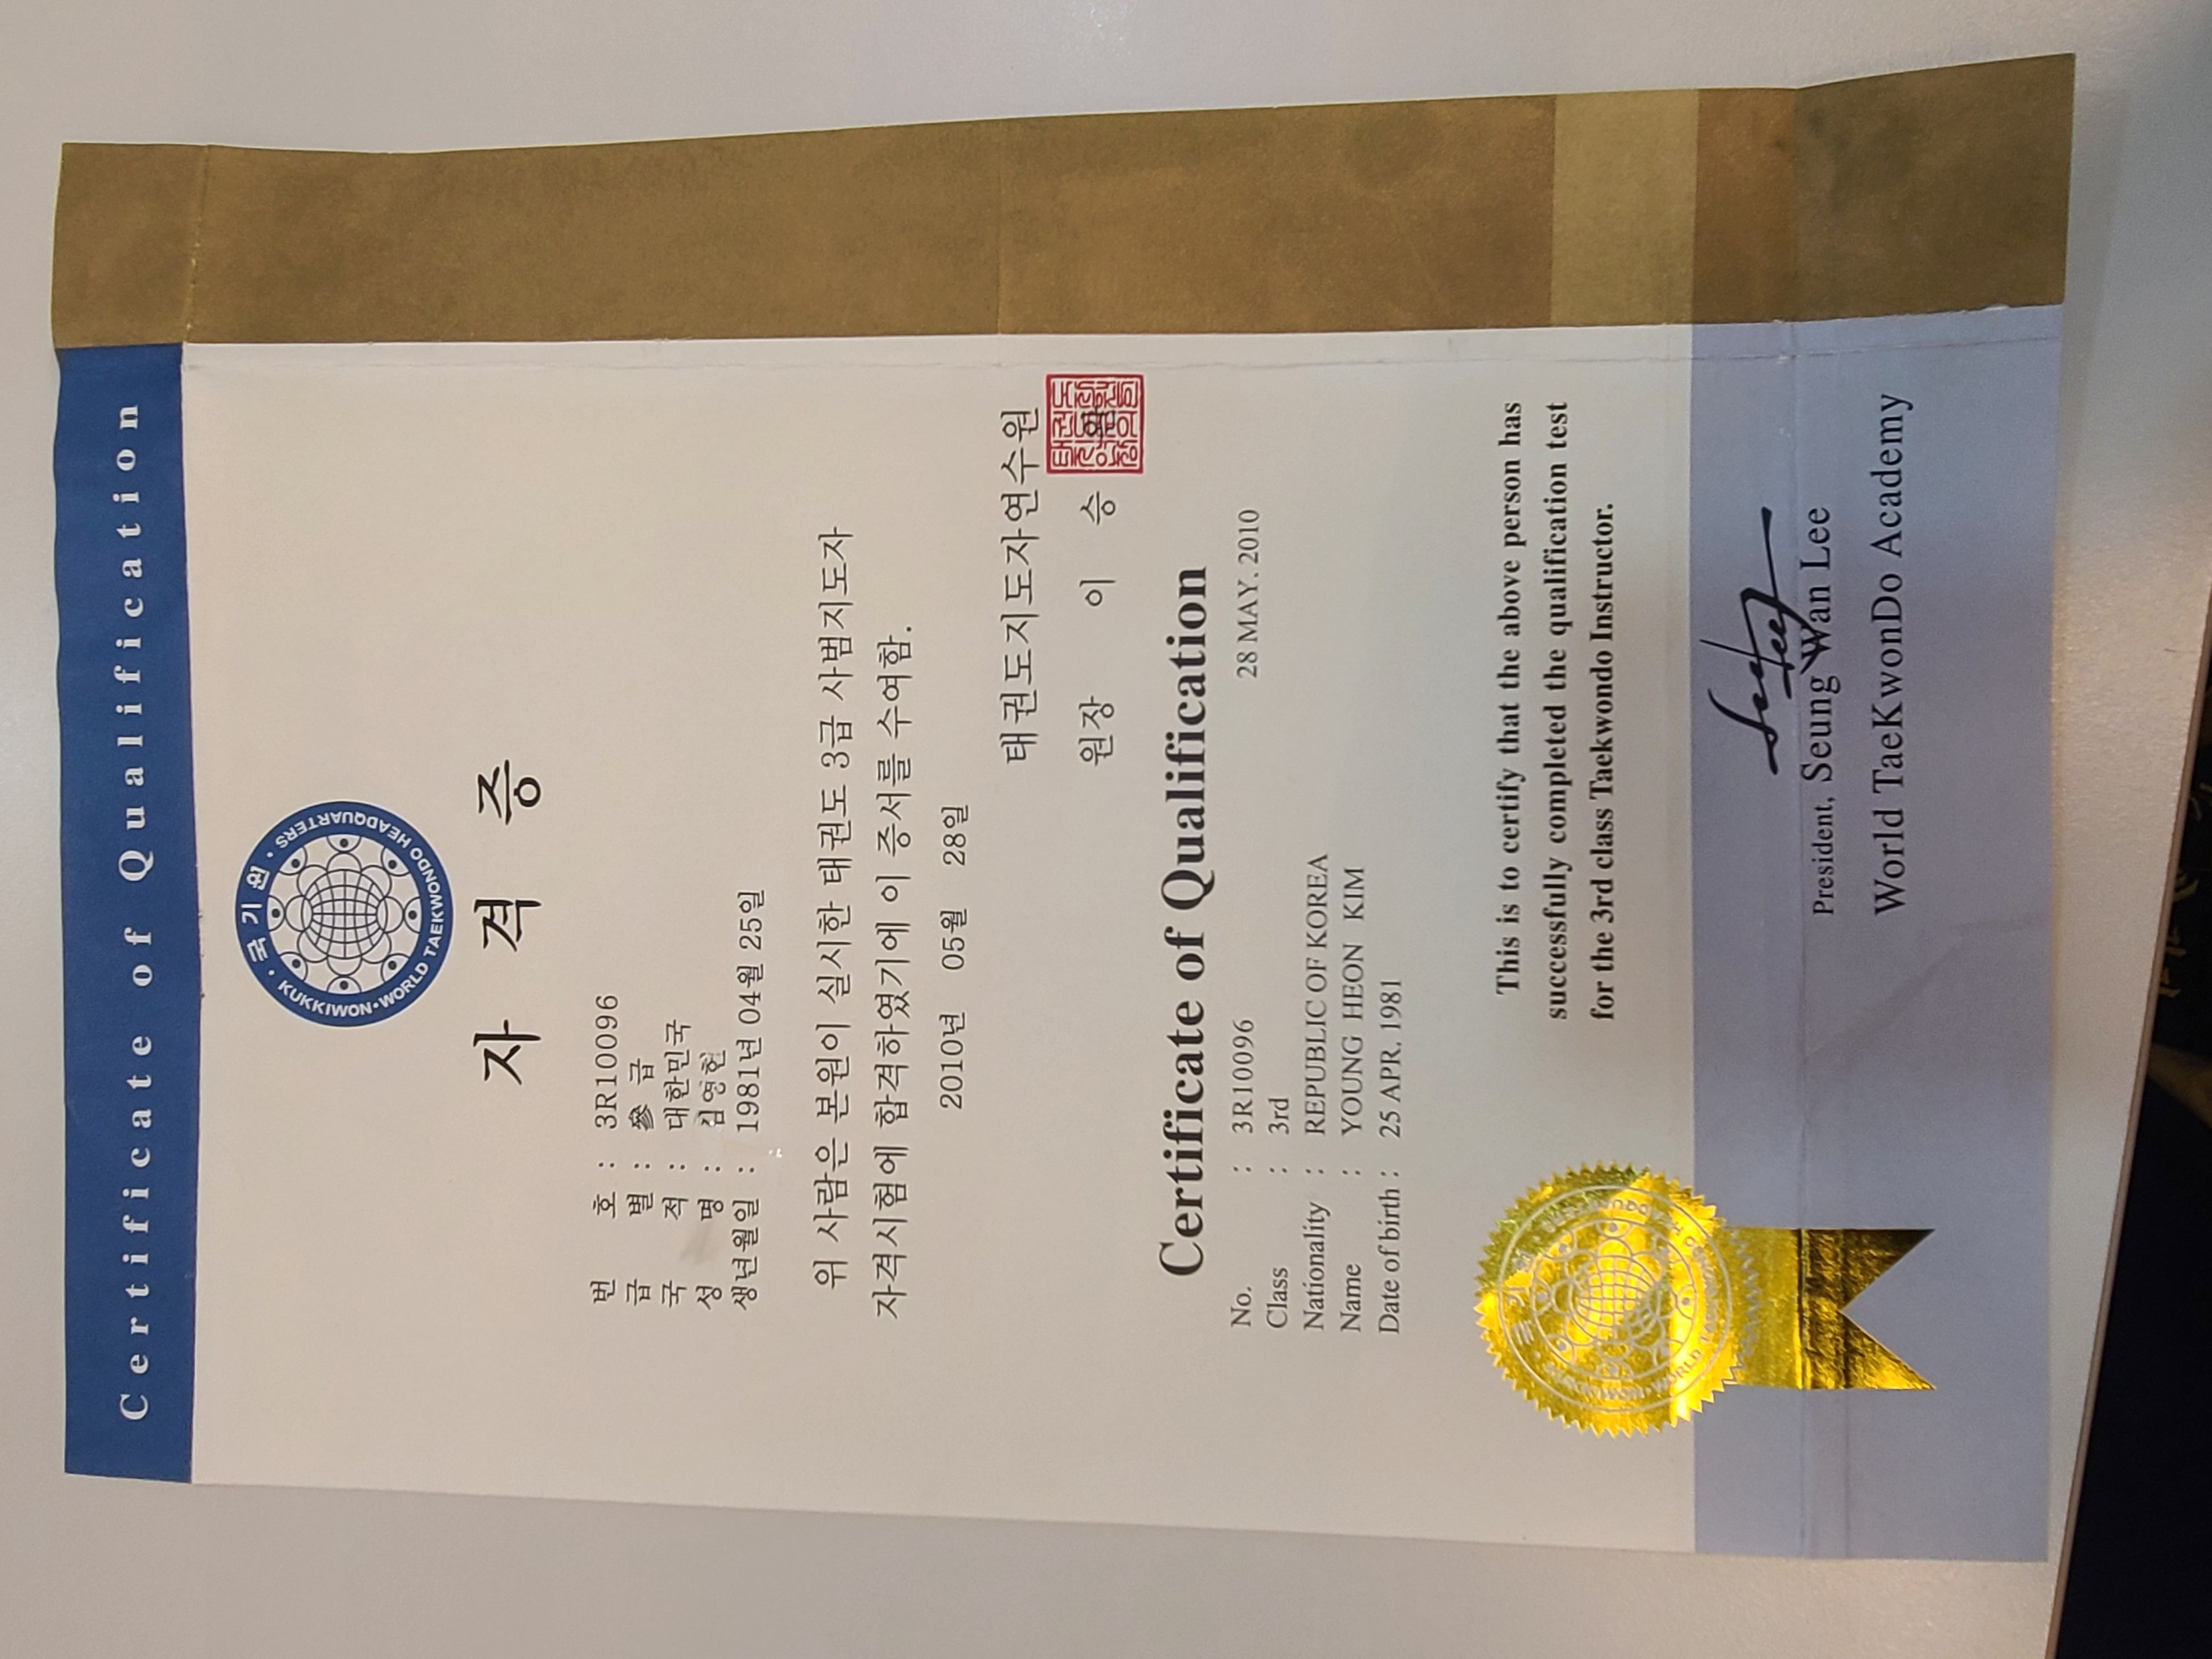 Certificate of Qualification
국기원
KUKKIWON • WORLD TAEKWONDO HEADQUARTERS
자 격 증
번 호 : 3R10096
급 별 : 參 급
국 적 : 대한민국
성 명 : 김영헌
생년월일 : 1981년 04월 25일
위 사람은 본원이 실시한 태권도 3급 사범지도자
자격시험에 합격하였기에 이 증서를 수여함.
2010년 05월 28일
태권도지도자연수원
원장 이 승 완
Certificate of Qualification
No. : 3R10096 28 MAY. 2010
Class : 3rd
Nationality : REPUBLIC OF KOREA
Name : YOUNG HEON KIM
Date of birth : 25 APR. 1981
This is to certify that the above person has
successfully completed the qualification test
for the 3rd class Taekwondo Instructor.
President, Seung Wan Lee
World TaeKwonDo Academy